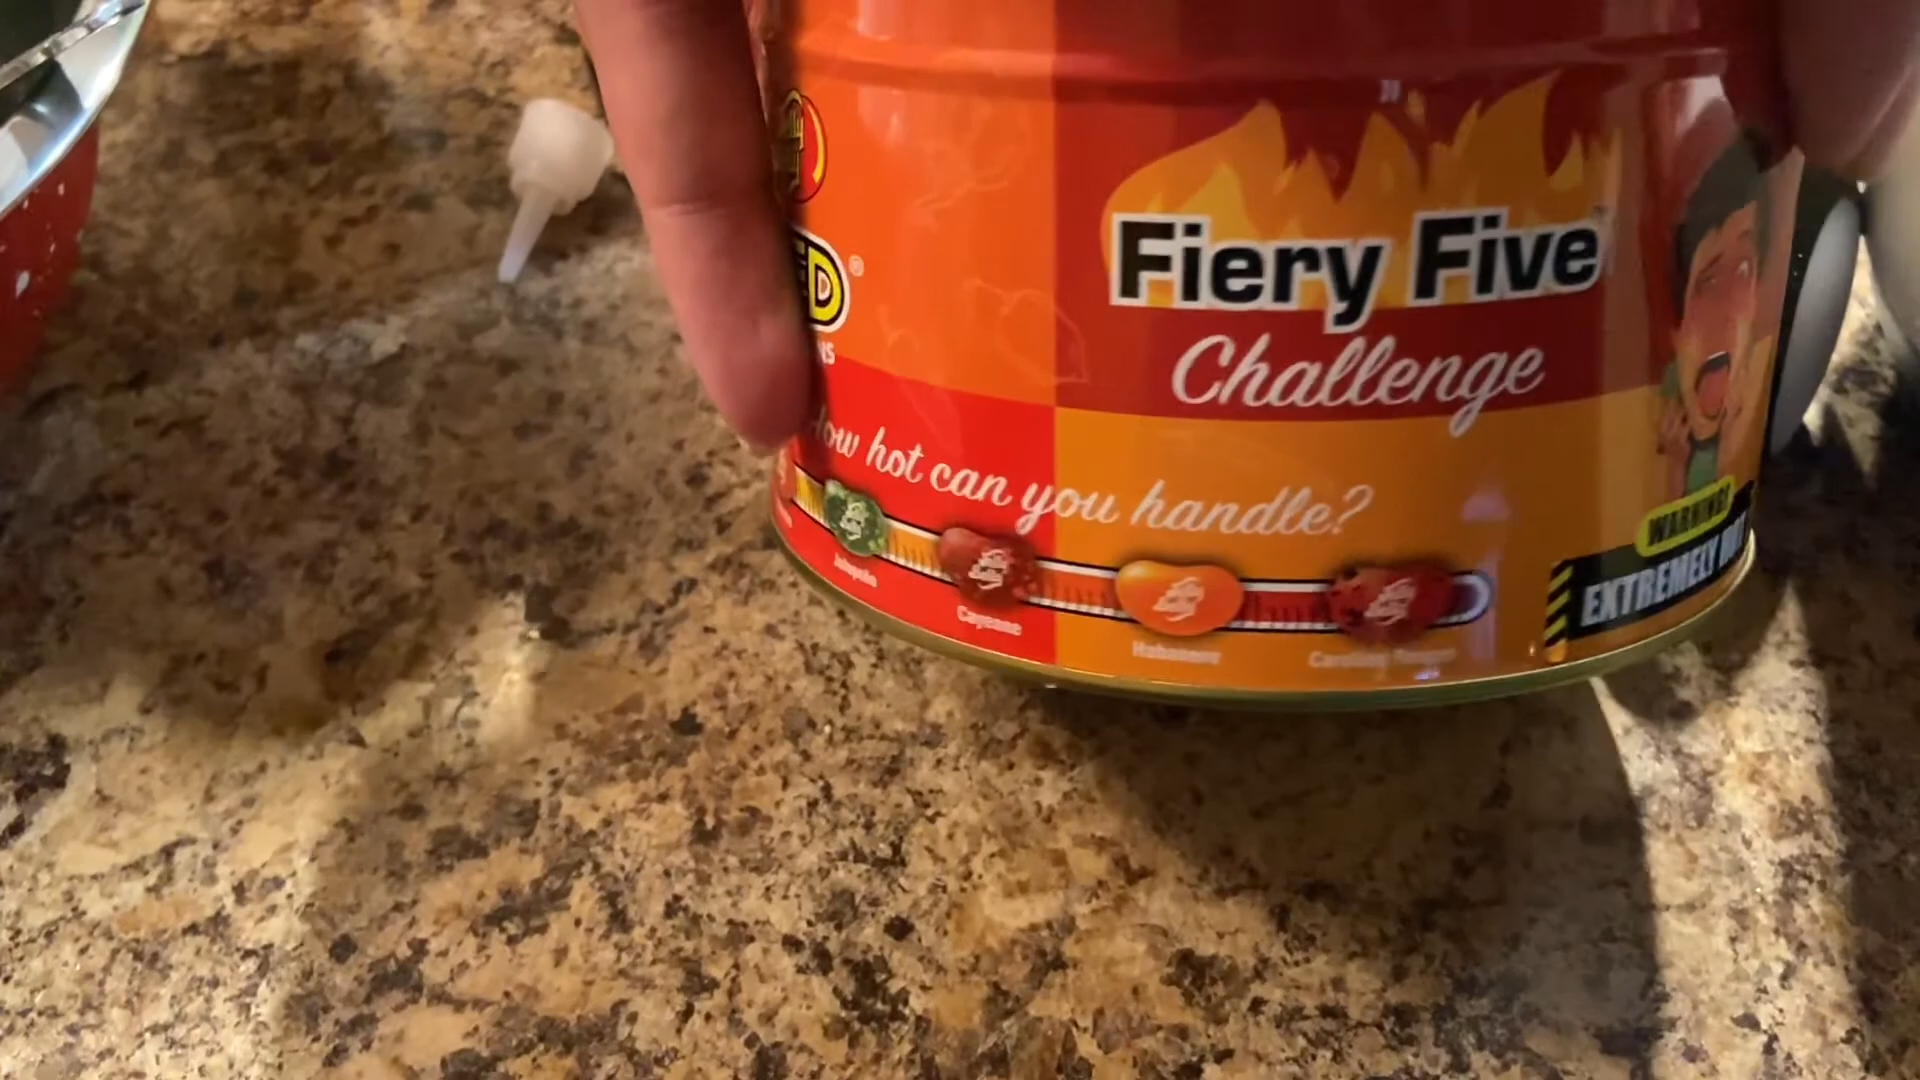 Fiery Five
Challenge
How hot can you handle?
Jalapeño
Cayenne
Habanero
Carolina Reaper
WARNING!
EXTREMELY